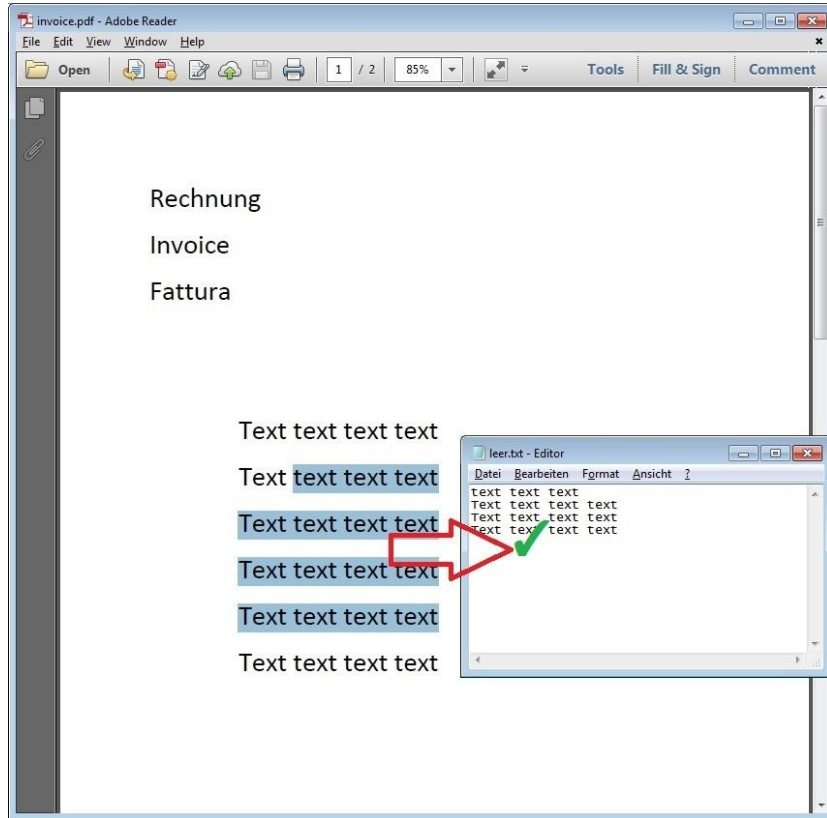 invoice.pdf - Adobe Reader
File Edit View Window Help
Open 1 / 2 85% Tools Fill & Sign Comment
Rechnung
Invoice
Fattura
Text text text text
Text text text text
Text text text text
Text text text text
Text text text text
Text text text text
leer.txt - Editor
Datei Bearbeiten Format Ansicht ?
text text text
Text text text text
Text text text text
Text text text text